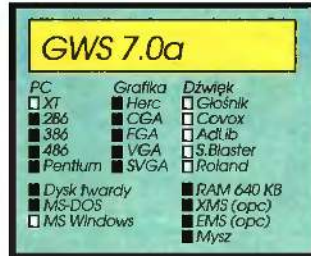 GWS 7.0a
PC Grafika Dźwięk
XT Herc Głośnik
286 CGA Covox
386 EGA AdLib
486 VGA S.Blaster
Pentium SVGA Roland
Dysk twardy RAM 640 KB
MS-DOS XMS (opc)
MS Windows EMS (opc)
Mysz